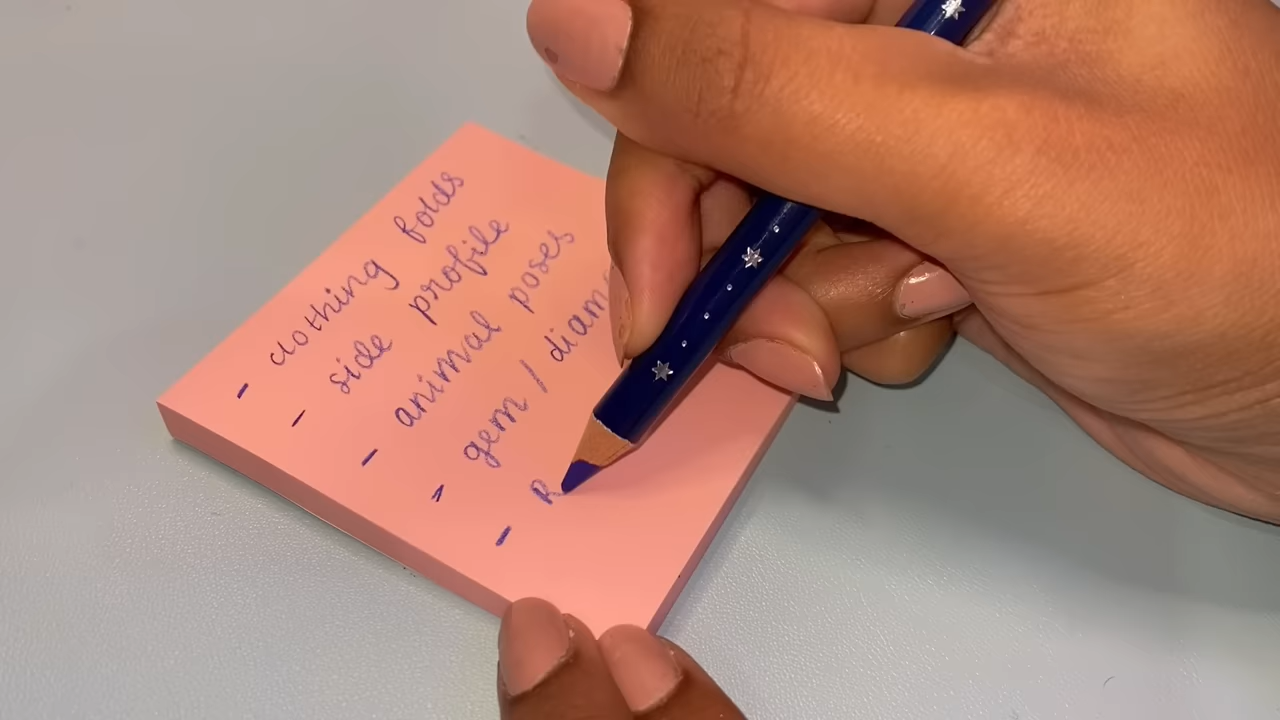 - clothing folds
- side profile
- animal poses
- gem / diam
- R